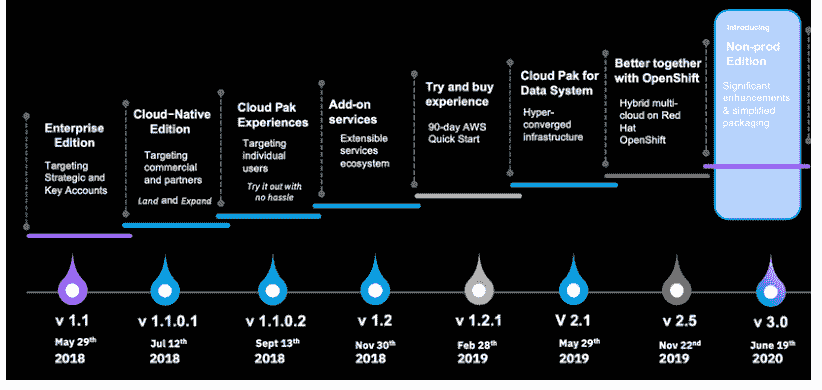 Enterprise
Edition
Targeting
Strategic and
Key Accounts
Cloud-Native
Edition
Targeting
commercial
and partners
Land and Expand
Cloud Pak
Experiences
Targeting
individual
users
Try it out with
no hassle
Add-on
services
Extensible
services
ecosystem
Try and buy
experience
90-day AWS
Quick Start
Cloud Pak for
Data System
Hyper-
converged
infrastructure
Better together
with OpenShift
Hybrid multi-
cloud on Red
Hat
OpenShift
Introducing
Non-prod
Edition
Significant
enhancements
& simplified
packaging
v 1.1
May 29th
2018
v 1.1.0.1
Jul 12th
2018
v 1.1.0.2
Sept 13th
2018
v 1.2
Nov 30th
2018
v 1.2.1
Feb 28th
2019
V 2.1
May 29th
2019
v 2.5
Nov 22nd
2019
v 3.0
June 19th
2020